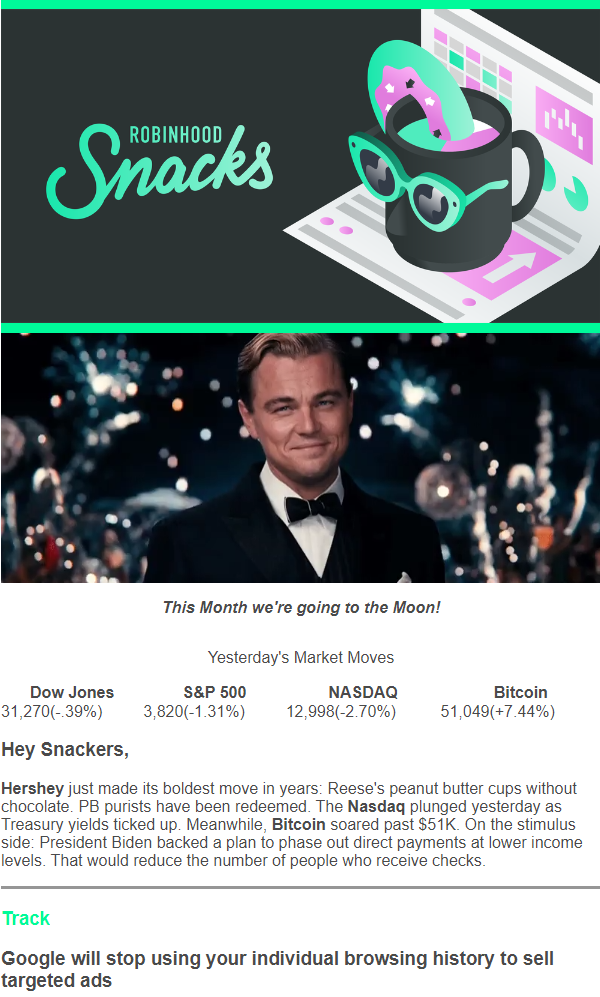 ROBINHOOD
Snacks
This Month we're going to the Moon!
Yesterday's Market Moves
Dow Jones S&P 500 NASDAQ Bitcoin
31,270(-.39%) 3,820(-1.31%) 12,998(-2.70%) 51,049(+7.44%)
Hey Snackers,
Hershey just made its boldest move in years: Reese's peanut butter cups without
chocolate. PB purists have been redeemed. The Nasdaq plunged yesterday as
Treasury yields ticked up. Meanwhile, Bitcoin soared past $51K. On the stimulus
side: President Biden backed a plan to phase out direct payments at lower income
levels. That would reduce the number of people who receive checks.
Track
Google will stop using your individual browsing history to sell
targeted ads